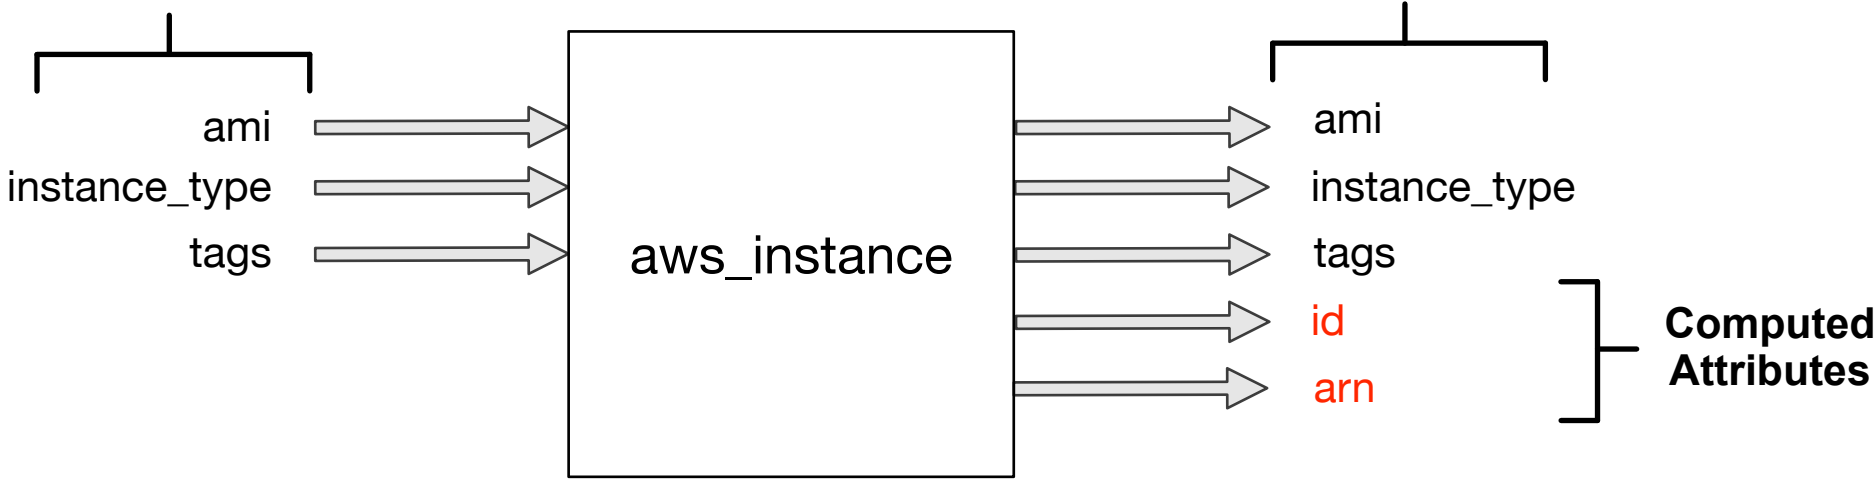 ami
instance_type
tags
aws_instance
ami
instance_type
tags
id
arn
Computed
Attributes